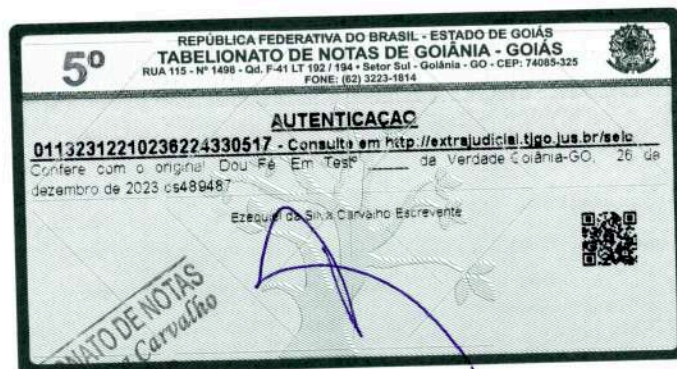 REPÚBLICA FEDERATIVA DO BRASIL - ESTADO DE GOIÁS
5º TABELIONATO DE NOTAS DE GOIÂNIA - GOIÁS
RUA 115 - Nº 1498 - Qd. F-41 LT 192 / 194 • Setor Sul - Goiânia - GO - CEP: 74085-325
FONE: (62) 3223-1814
AUTENTICAÇAO
01132312210236224330517 - Consulte em http://extrajudicial.tjgo.jus.br/selo
Confere com o original Dou Fé Em Testº _____ da Verdade Goiânia-GO, 26 de
dezembro de 2023 cs489487
Ezequiel da Silva Carvalho Escrevente
NATO DE NOTAS
Carvalho